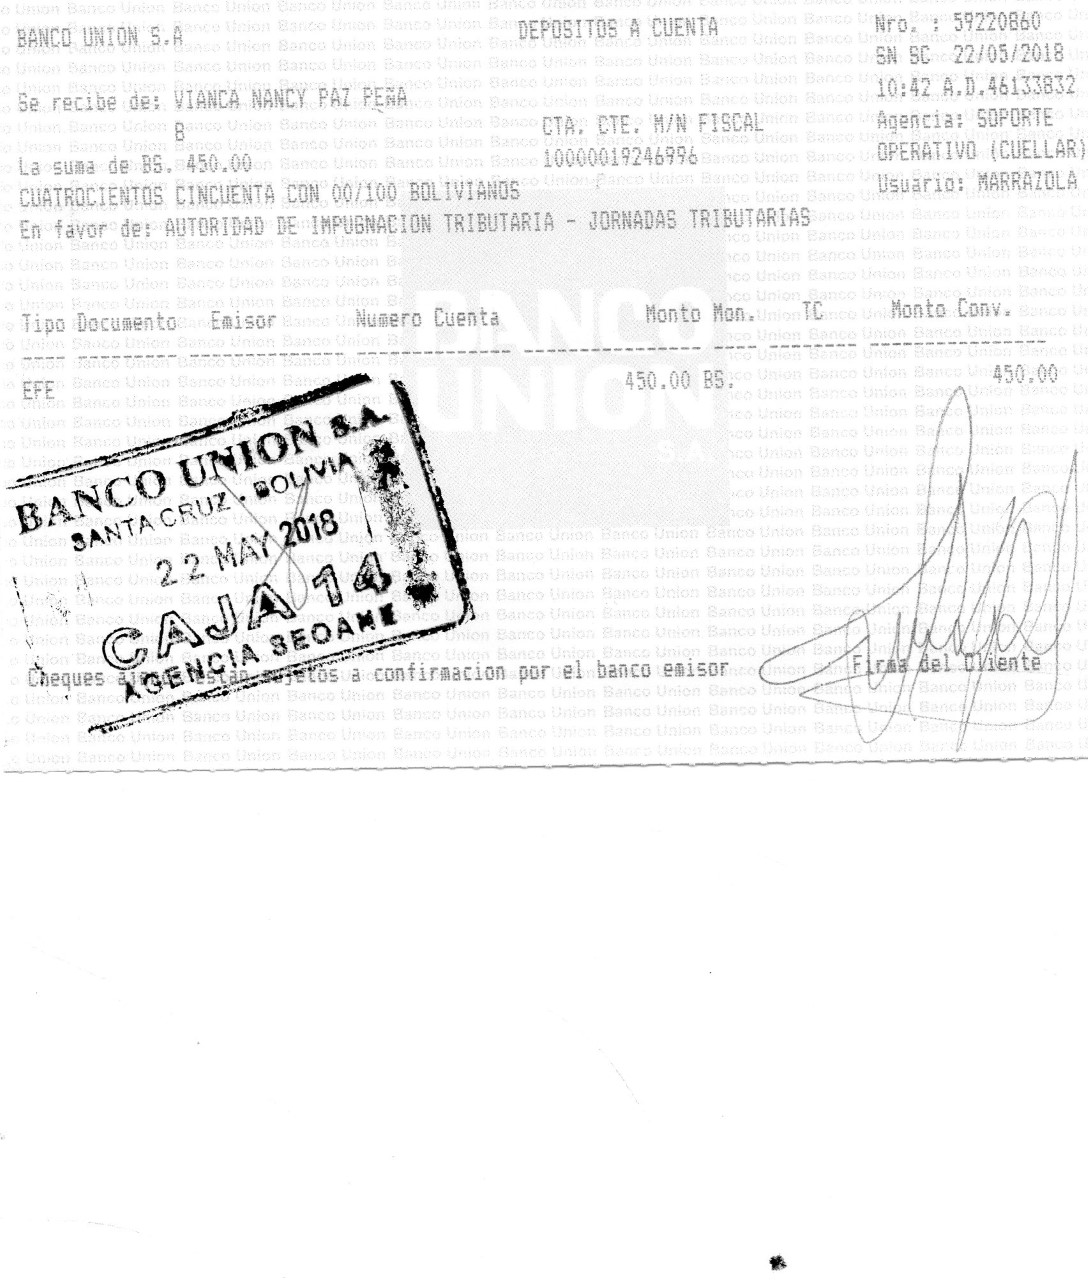 BANCO UNION S.A DEPOSITOS A CUENTA Nro. : 59220860
SN SC 22/05/2018
Se recibe de: VIANCA NANCY PAZ PEÑA 10:42 A.D.46133832
8 CTA. CTE. M/N FISCAL Agencia: SOPORTE
La suma de BS. 450.00 10000019246996 OPERATIVO (CUELLAR)
CUATROCIENTOS CINCUENTA CON 00/100 BOLIVIANOS Usuario: MARRAZOLA
En favor de: AUTORIDAD DE IMPUGNACION TRIBUTARIA - JORNADAS TRIBUTARIAS
Tipo Documento Emisor Numero Cuenta Monto Mon. TC Monto Conv.
EFE 450.00 BS. 450.00
BANCO UNION S.A.
BANCO UNION S.A.
SANTA CRUZ - BOLIVIA
22 MAY 2018
CAJA 14
AGENCIA SEOANE
Cheques están sujetos a confirmacion por el banco emisor Firma del Cliente